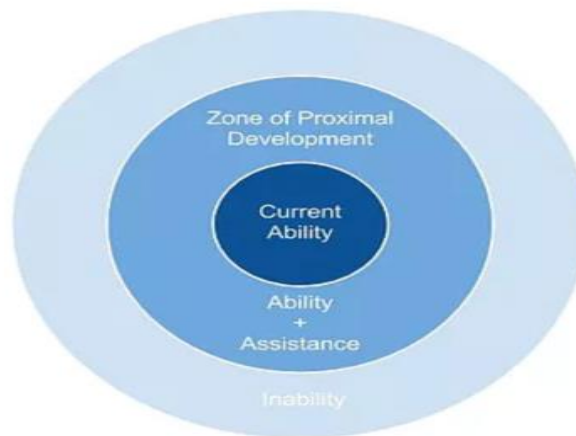 Zone of Proximal
Development
Current
Ability
Ability
+
Assistance
Inability